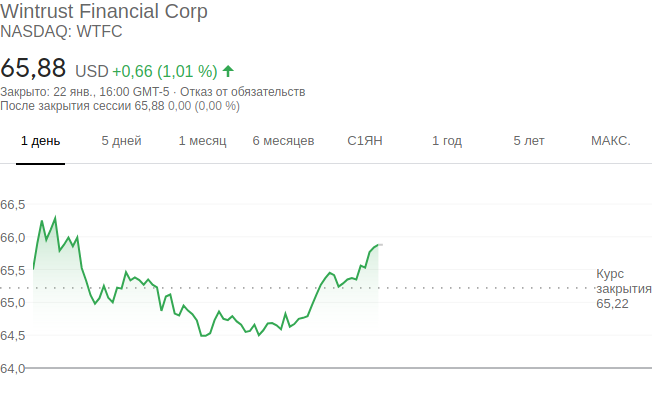 Wintrust Financial Corp
NASDAQ: WTFC
65,88 USD +0,66 (1,01 %)
Закрыто: 22 янв., 16:00 GMT-5 · Отказ от обязательств
После закрытия сессии 65,88 0,00 (0,00 %)
1 день 5 дней 1 месяц 6 месяцев С1ЯН 1 год 5 лет МАКС.
66,5
66,0
65,5
65,0
64,5
64,0
Курс
закрытия
65,22